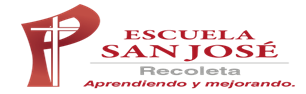 ESCUELA
SAN JOSÉ
Recoleta
Aprendiendo y mejorando.